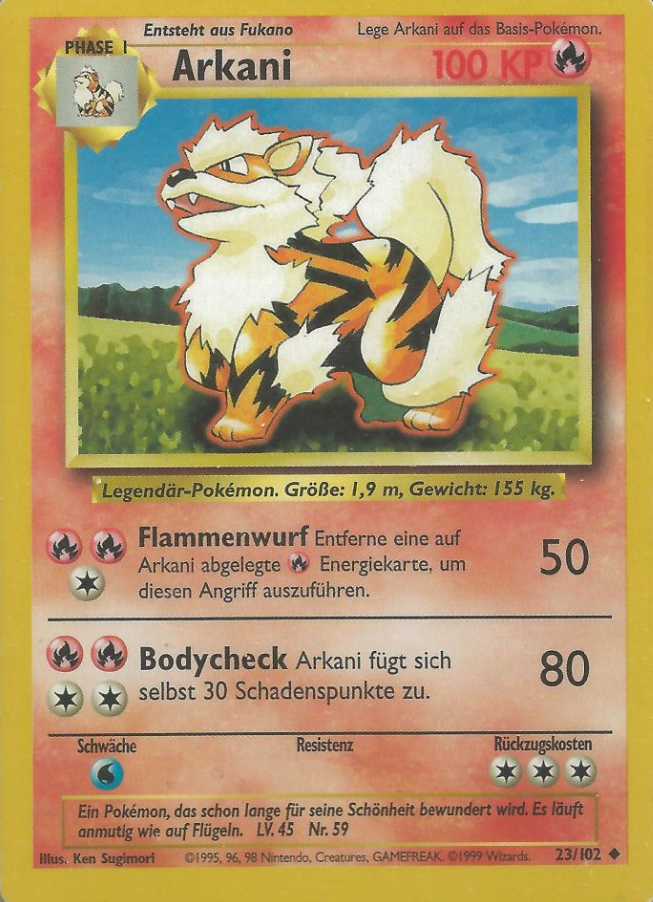 Entsteht aus Fukano
Lege Arkani auf das Basis-Pokémon.
PHASE 1
Arkani
100 KP
Legendär-Pokémon. Größe: 1,9 m, Gewicht: 155 kg.
Flammenwurf Entferne eine auf
Arkani abgelegte Energiekarte, um
diesen Angriff auszuführen.
50
Bodycheck Arkani fügt sich
selbst 30 Schadenspunkte zu.
80
Schwäche
Resistenz
Rückzugskosten
Ein Pokémon, das schon lange für seine Schönheit bewundert wird. Es läuft
anmutig wie auf Flügeln. LV. 45 Nr. 59
Illus. Ken Sugimori
©1995, 96, 98 Nintendo, Creatures, GAMEFREAK. ©1999 Wizards.
23/102